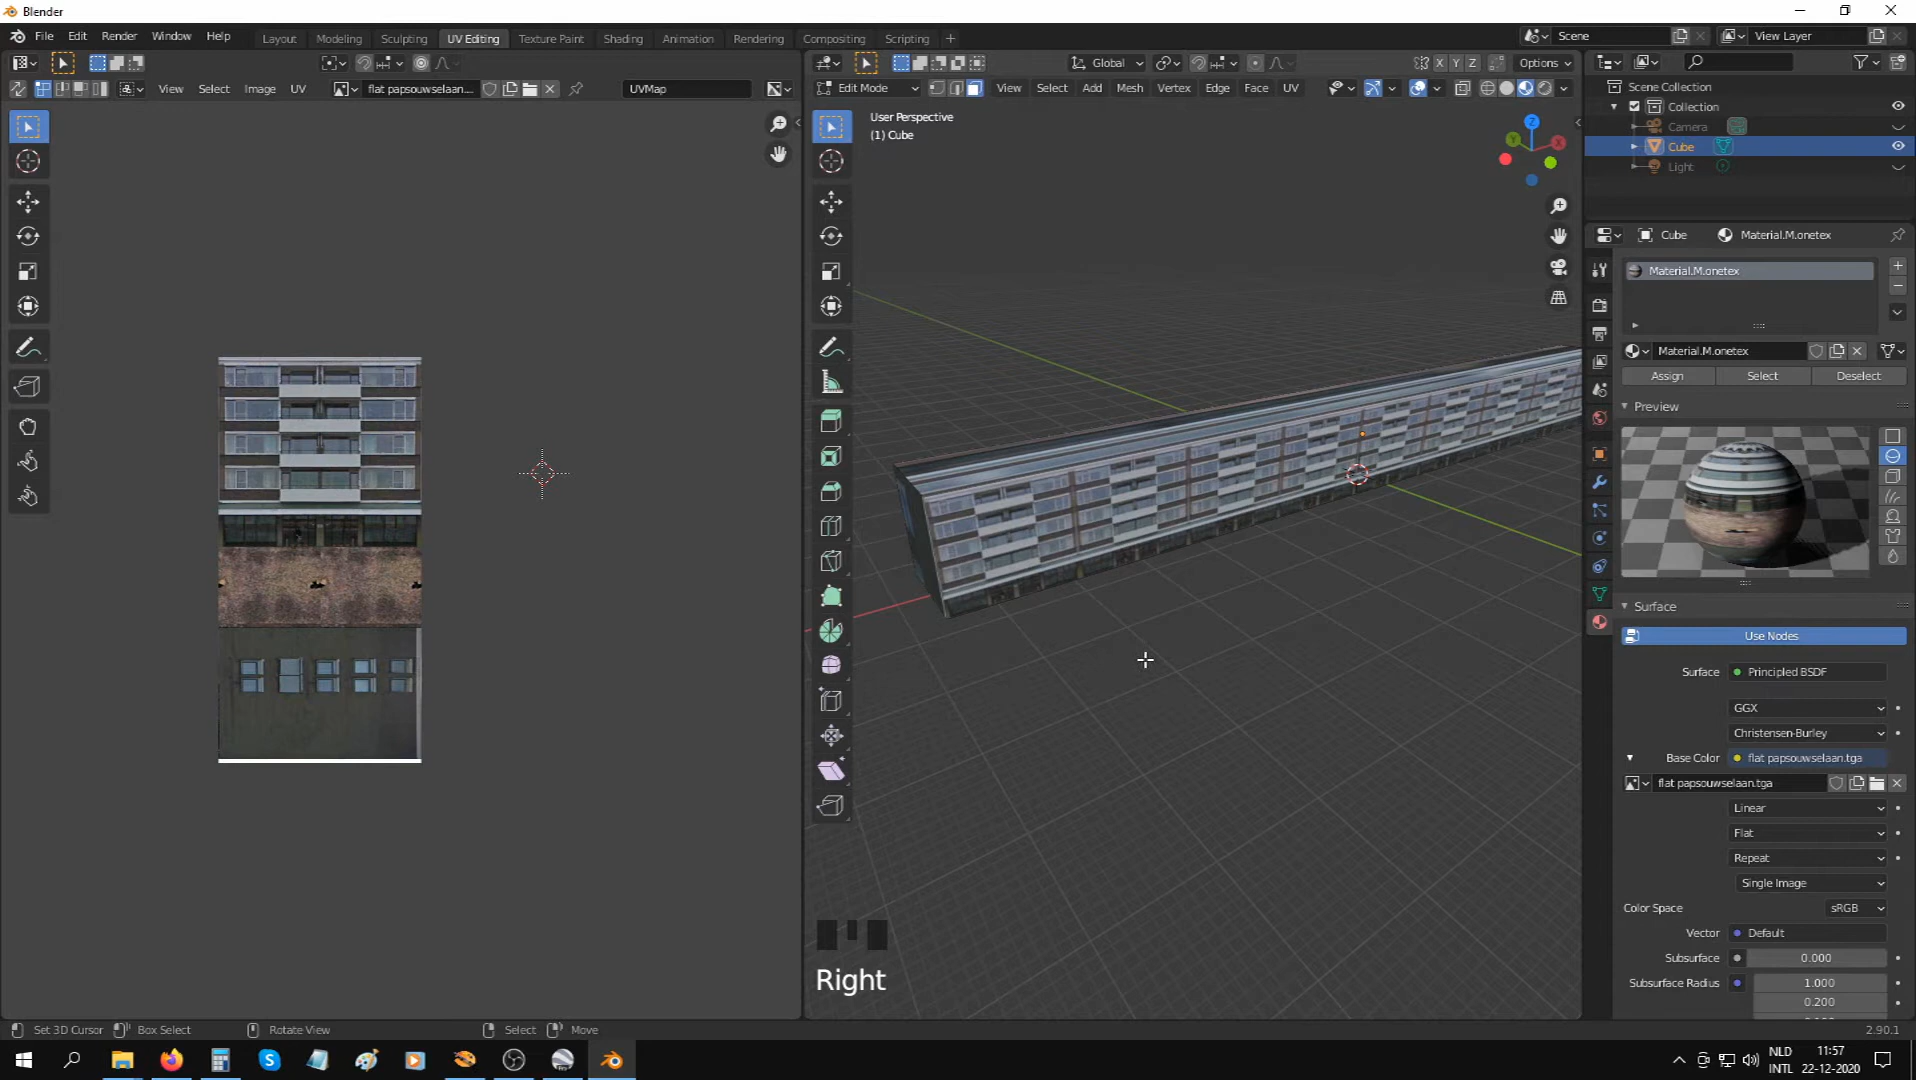 Blender
File Edit Render Window Help
Layout Modeling Sculpting UV Editing Texture Paint Shading Animation Rendering Compositing Scripting +
Scene
View Layer
Global
X Y Z
Options
View Select Image UV
flat papsouwselaan...
UVMap
Edit Mode
View Select Add Mesh Vertex Edge Face UV
User Perspective
(1) Cube
Z
Y
X
Scene Collection
Collection
Camera
Cube
Light
Cube
Material.M.onetex
Material.M.onetex
Material.M.onetex
Assign Select Deselect
Preview
Surface
Use Nodes
Surface Principled BSDF
GGX
Christensen-Burley
Base Color flat papsouwselaan.tga
flat papsouwselaan.tga
Linear
Flat
Repeat
Single Image
Color Space sRGB
Vector Default
Subsurface 0.000
Subsurface Radius 1.000
0.200
Right
Set 3D Cursor Box Select Rotate View Select Move
2.90.1
NLD
INTL
11:57
22-12-2020